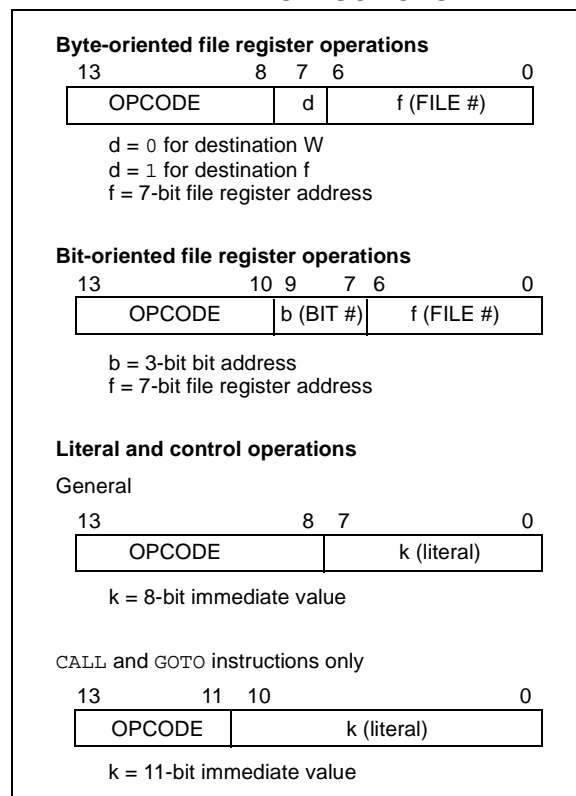 Byte-oriented file register operations
13 8 7 6 0
OPCODE d f (FILE #)
d = 0 for destination W
d = 1 for destination f
f = 7-bit file register address
Bit-oriented file register operations
13 10 9 7 6 0
OPCODE b (BIT #) f (FILE #)
b = 3-bit bit address
f = 7-bit file register address
Literal and control operations
General
13 8 7 0
OPCODE k (literal)
k = 8-bit immediate value
CALL and GOTO instructions only
13 11 10 0
OPCODE k (literal)
k = 11-bit immediate value